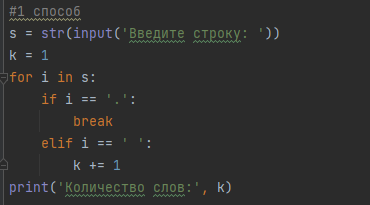 #1 способ
s = str(input('Введите строку: '))
k = 1
for i in s:
    if i == '.':
        break
    elif i == ' ':
        k += 1
print('Количество слов:', k)